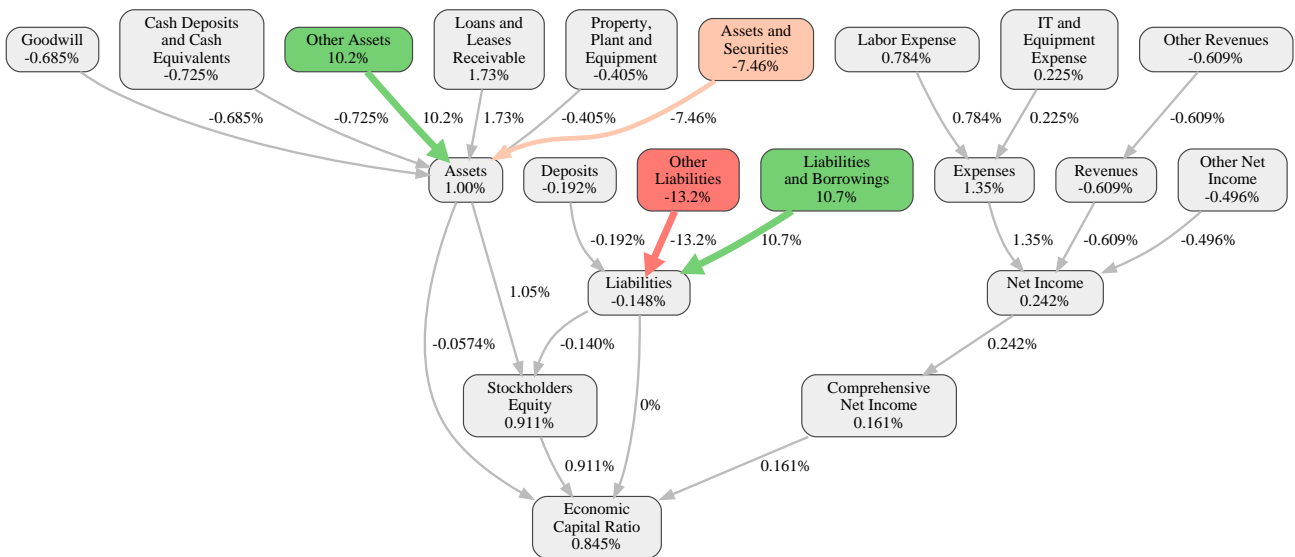 Goodwill
-0.685%
Cash Deposits
and Cash
Equivalents
-0.725%
Other Assets
10.2%
Loans and
Leases
Receivable
1.73%
Property,
Plant and
Equipment
-0.405%
Assets and
Securities
-7.46%
Labor Expense
0.784%
IT and
Equipment
Expense
0.225%
Other Revenues
-0.609%
-0.685%
-0.725%
10.2%
1.73%
-0.405%
-7.46%
0.784%
0.225%
-0.609%
Assets
1.00%
Deposits
-0.192%
Other
Liabilities
-13.2%
Liabilities
and Borrowings
10.7%
Expenses
1.35%
Revenues
-0.609%
Other Net
Income
-0.496%
-0.192%
-13.2%
10.7%
1.35%
-0.609%
-0.496%
Liabilities
-0.148%
Net Income
0.242%
1.05%
-0.0574%
-0.140%
0.242%
Stockholders
Equity
0.911%
0%
Comprehensive
Net Income
0.161%
0.911%
0.161%
Economic
Capital Ratio
0.845%